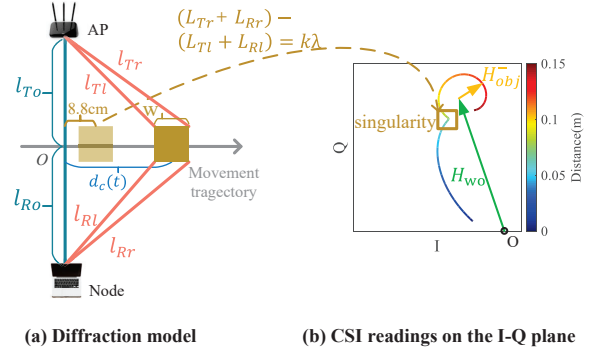 AP
(L_Tr + L_Rr) −
(L_Tl + L_Rl) = kλ
l_To
l_Tr
l_Tl
8.8cm
W
O
d_c(t)
Movement
tragectory
l_Ro
l_Rl
l_Rr
Node
(a) Diffraction model
H⁻_obj
singularity
H_wo
Q
I
O
0.15
0.1
0.05
0
Distance(m)
(b) CSI readings on the I-Q plane